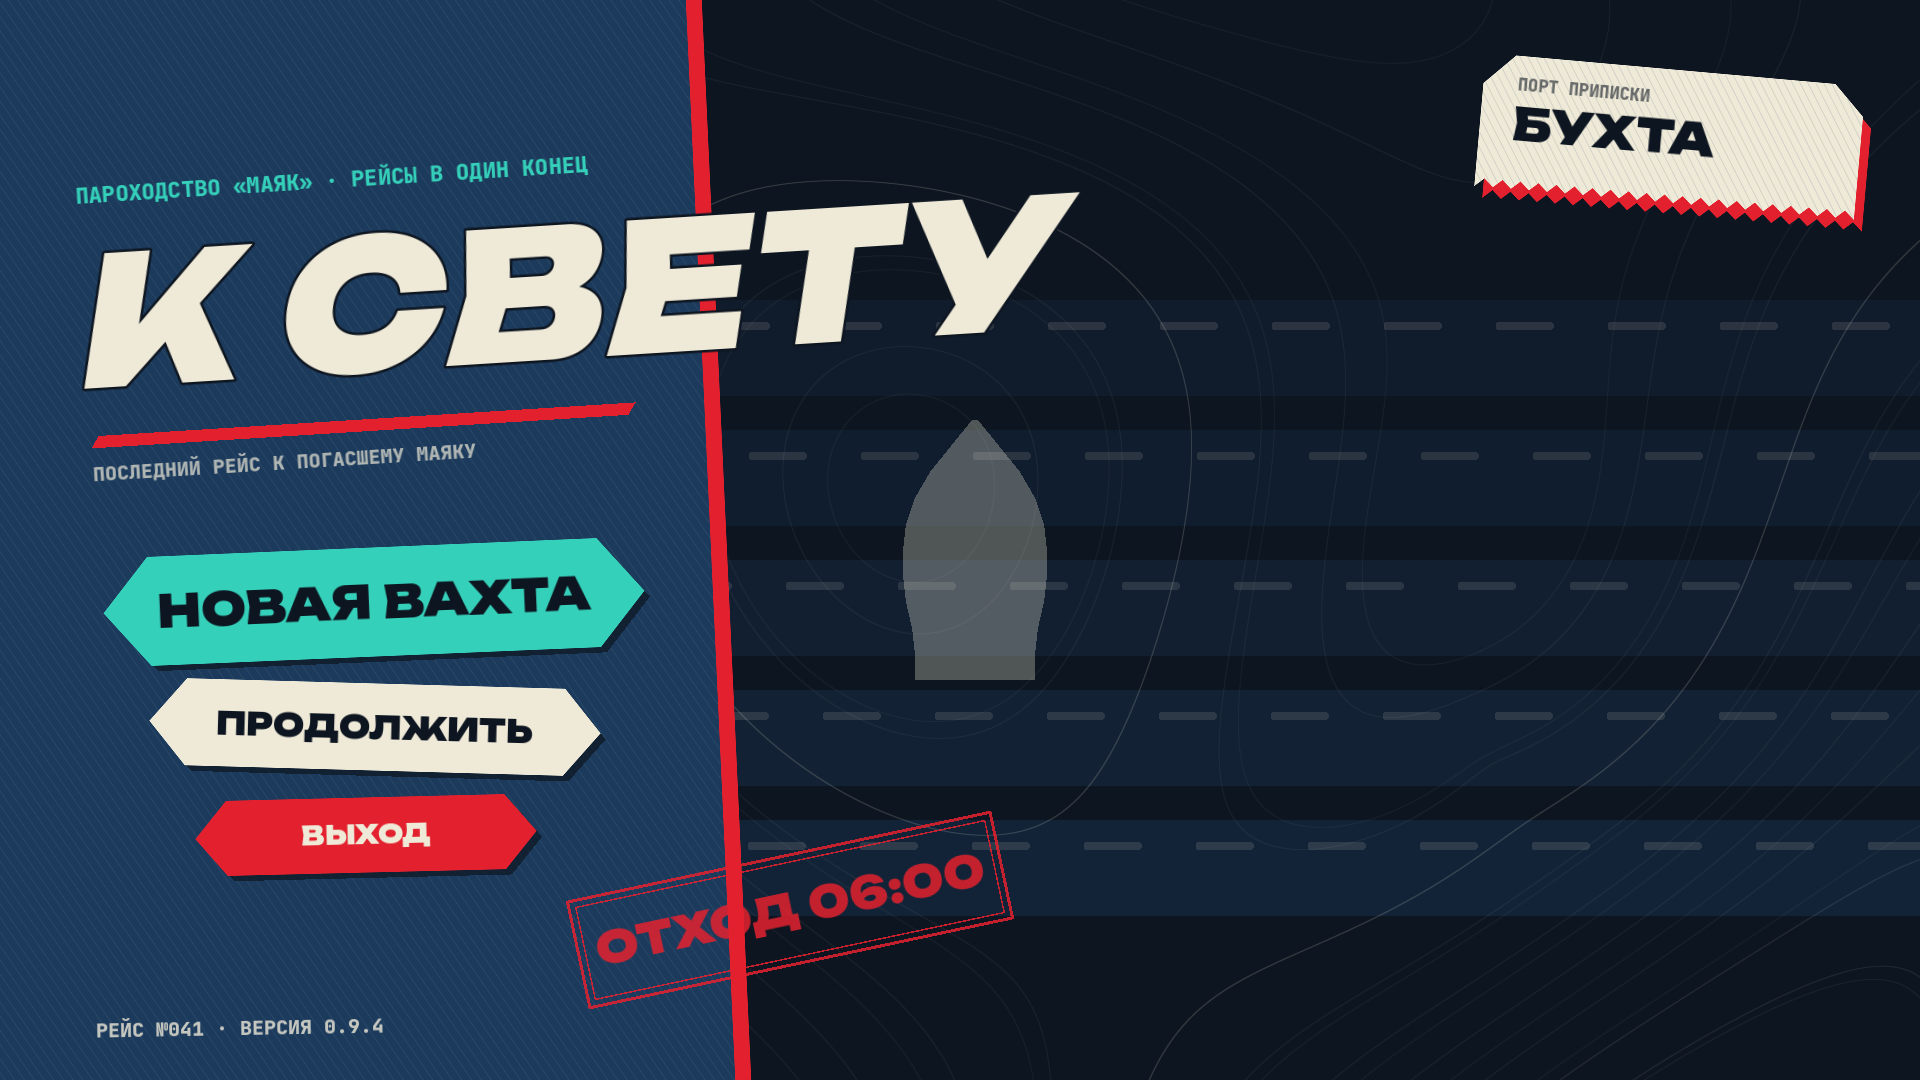 ПАРОХОДСТВО «МАЯК» · РЕЙСЫ В ОДИН КОНЕЦ
К СВЕТУ
ПОСЛЕДНИЙ РЕЙС К ПОГАСШЕМУ МАЯКУ
НОВАЯ ВАХТА
ПРОДОЛЖИТЬ
ВЫХОД
ОТХОД 06:00
РЕЙС №041 · ВЕРСИЯ 0.9.4
ПОРТ ПРИПИСКИ
БУХТА